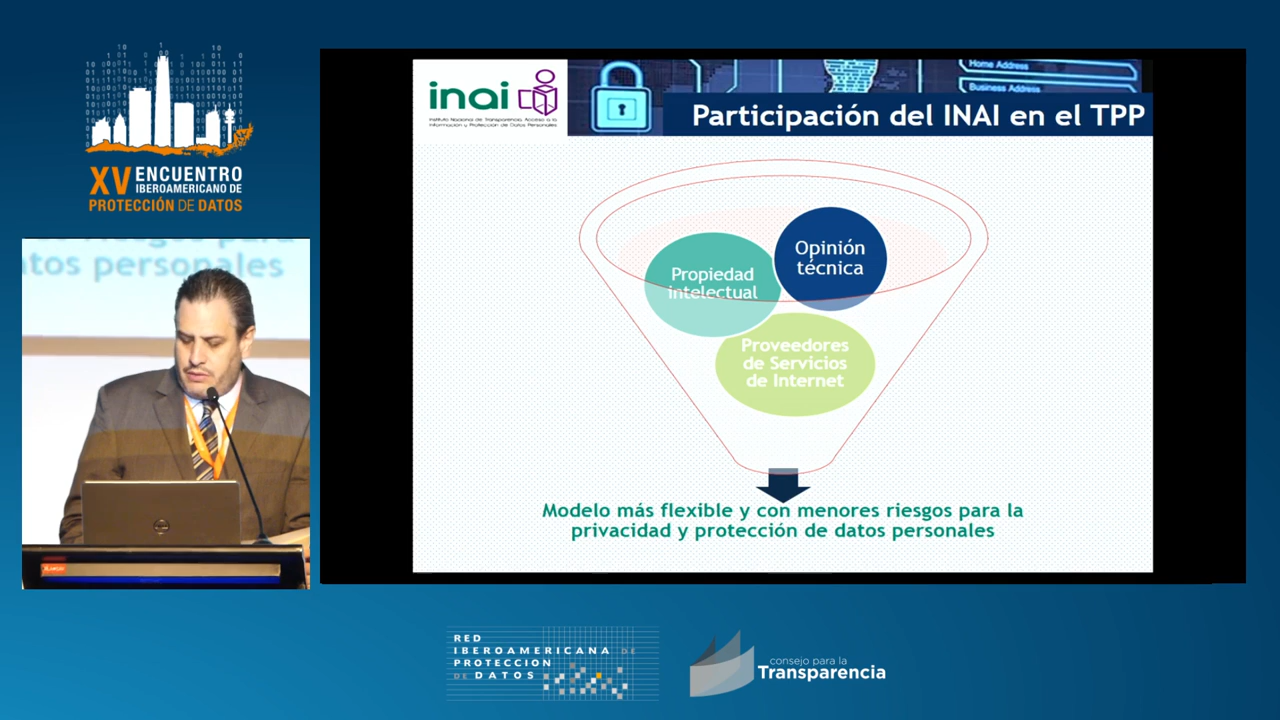 XV ENCUENTRO
IBEROAMERICANO DE
PROTECCIÓN DE DATOS
datos personales
inai
Instituto Nacional de Transparencia, Acceso a la
Información y Protección de Datos Personales
Home Address
Business Address
Participación del INAI en el TPP
Propiedad
intelectual
Opinión
técnica
Proveedores
de Servicios
de Internet
Modelo más flexible y con menores riesgos para la
privacidad y protección de datos personales
RED
IBEROAMERICANA DE
PROTECCION
DE DATOS
consejo para la
Transparencia